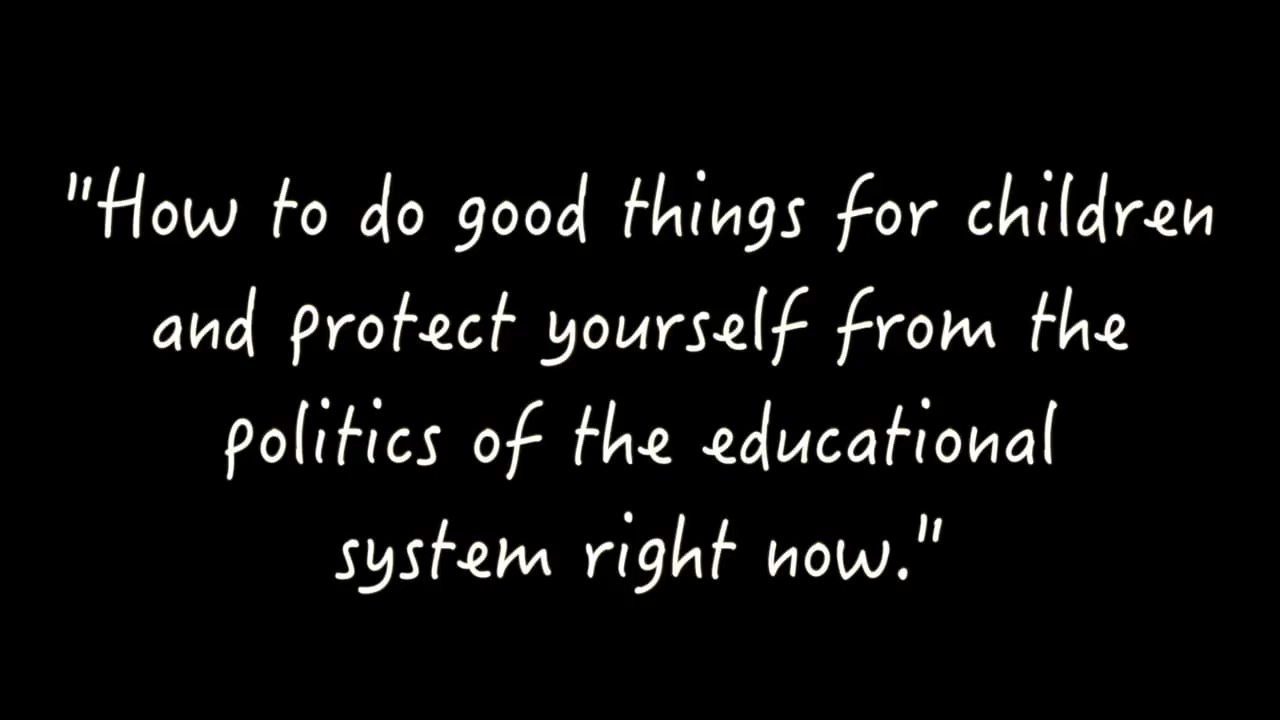 "How to do good things for children
and protect yourself from the
politics of the educational
system right now."